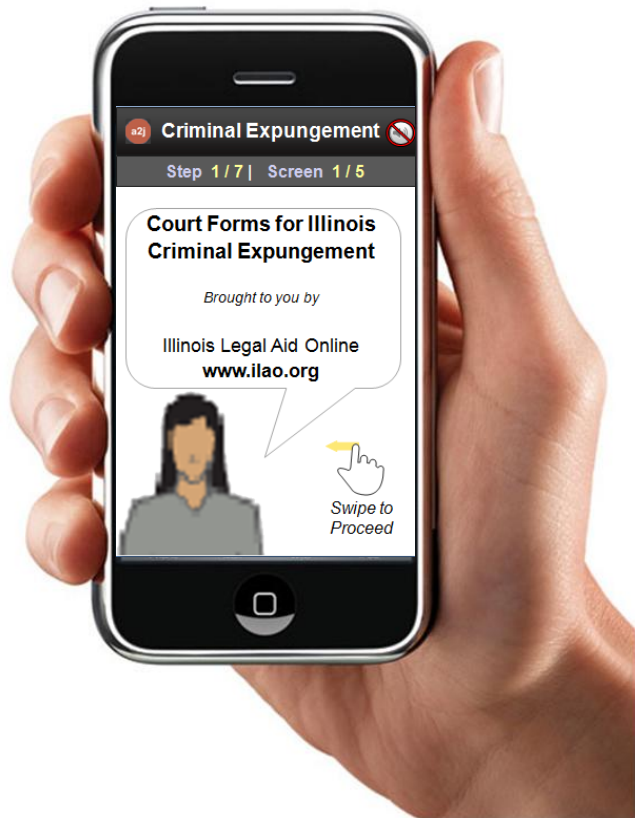 a2j Criminal Expungement
Step 1 / 7 | Screen 1 / 5
Court Forms for Illinois
Criminal Expungement
Brought to you by
Illinois Legal Aid Online
www.ilao.org
Swipe to
Proceed